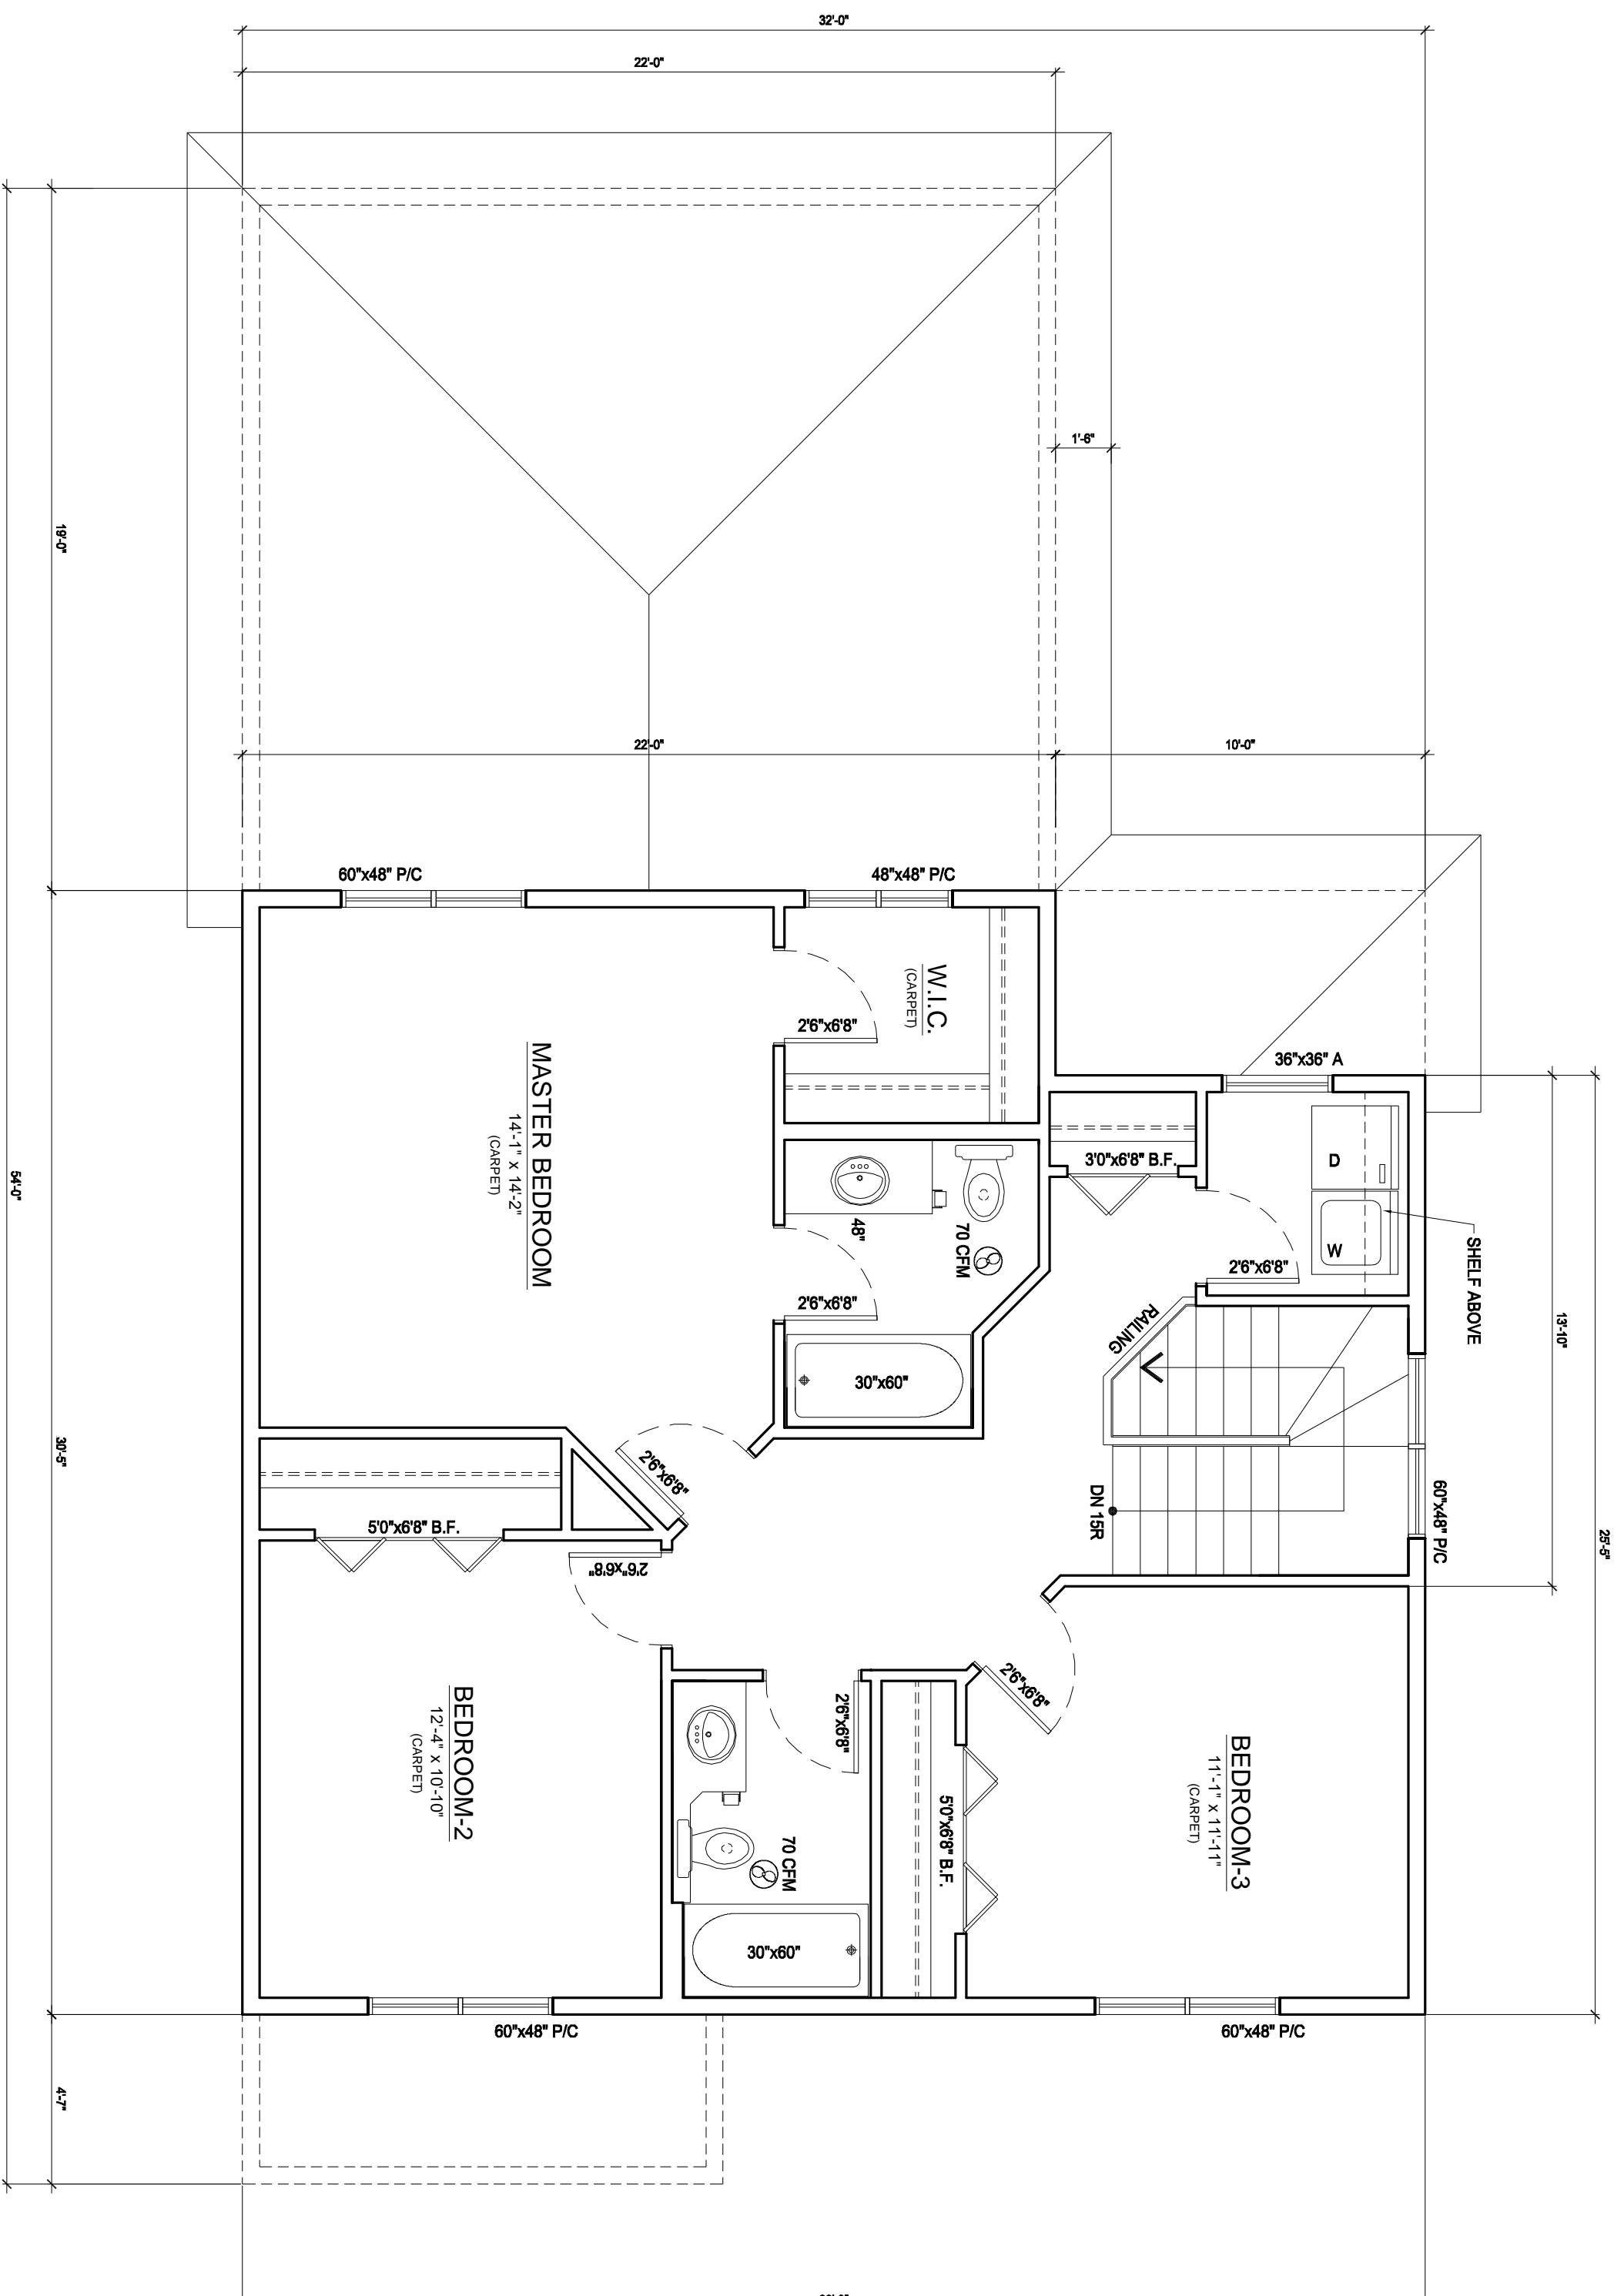 32'-0"
22'-0"
1'-6"
19'-0"
22'-0"
10'-0"
60"x48" P/C
48"x48" P/C
W.I.C.
(CARPET)
2'6"x6'8"
36"x36" A
D
W
SHELF ABOVE
3'0"x6'8" B.F.
2'6"x6'8"
MASTER BEDROOM
14'-1" x 14'-2"
(CARPET)
48"
70 CFM
2'6"x6'8"
30"x60"
RAILING
13'-10"
25'-5"
54'-0"
30'-5"
2'6"x6'8"
DN 15R
60"x48" P/C
5'0"x6'8" B.F.
2'6"x6'8"
2'6"x6'8"
2'6"x6'8"
BEDROOM-2
12'-4" x 10'-10"
(CARPET)
70 CFM
5'0"x6'8" B.F.
BEDROOM-3
11'-1" x 11'-11"
(CARPET)
30"x60"
60"x48" P/C
60"x48" P/C
4'-7"